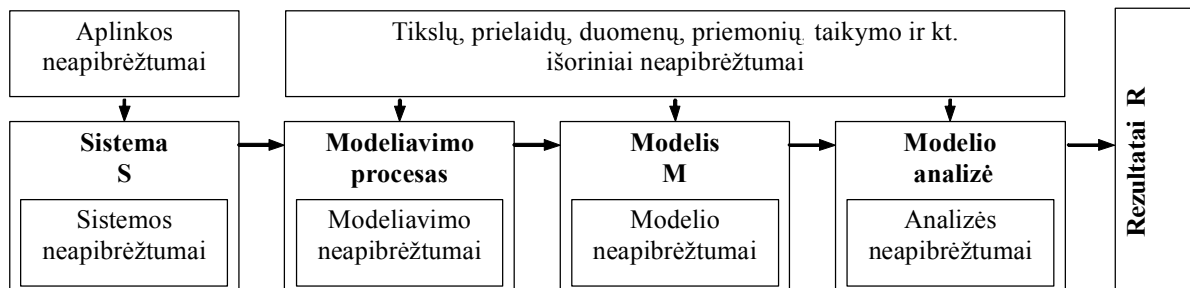 Aplinkos
neapibrėžtumai
Tikslų, prielaidų, duomenų, priemonių, taikymo ir kt.
išoriniai neapibrėžtumai
Sistema
S
Sistemos
neapibrėžtumai
Modeliavimo
procesas
Modeliavimo
neapibrėžtumai
Modelis
M
Modelio
neapibrėžtumai
Modelio
analizė
Analizės
neapibrėžtumai
Rezultatai R